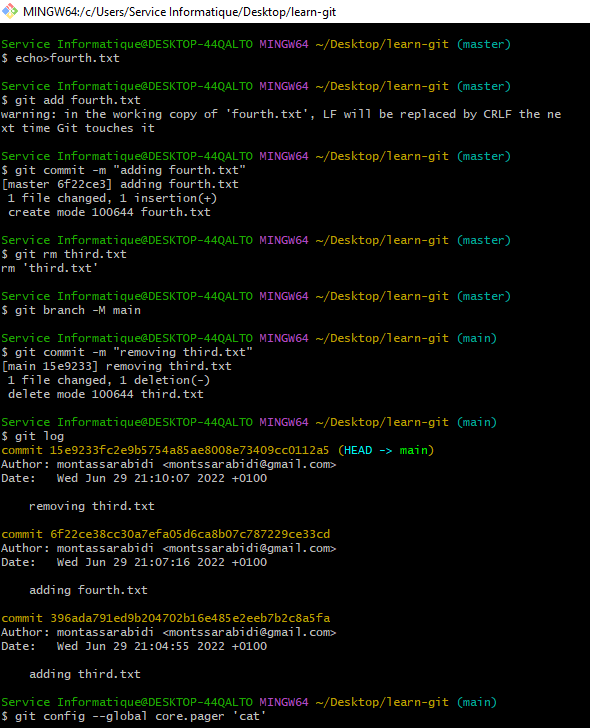 MINGW64:/c/Users/Service Informatique/Desktop/learn-git
Service Informatique@DESKTOP-44QALTO MINGW64 ~/Desktop/learn-git (master)
$ echo>fourth.txt
Service Informatique@DESKTOP-44QALTO MINGW64 ~/Desktop/learn-git (master)
$ git add fourth.txt
warning: in the working copy of 'fourth.txt', LF will be replaced by CRLF the ne
xt time Git touches it
Service Informatique@DESKTOP-44QALTO MINGW64 ~/Desktop/learn-git (master)
$ git commit -m "adding fourth.txt"
[master 6f22ce3] adding fourth.txt
 1 file changed, 1 insertion(+)
 create mode 100644 fourth.txt
Service Informatique@DESKTOP-44QALTO MINGW64 ~/Desktop/learn-git (master)
$ git rm third.txt
rm 'third.txt'
Service Informatique@DESKTOP-44QALTO MINGW64 ~/Desktop/learn-git (master)
$ git branch -M main
Service Informatique@DESKTOP-44QALTO MINGW64 ~/Desktop/learn-git (main)
$ git commit -m "removing third.txt"
[main 15e9233] removing third.txt
 1 file changed, 1 deletion(-)
 delete mode 100644 third.txt
Service Informatique@DESKTOP-44QALTO MINGW64 ~/Desktop/learn-git (main)
$ git log
commit 15e9233fc2e9b5754a85ae8008e73409cc0112a5 (HEAD -> main)
Author: montassarabidi <montssarabidi@gmail.com>
Date:   Wed Jun 29 21:10:07 2022 +0100
    removing third.txt
commit 6f22ce38cc30a7efa05d6ca8b07c787229ce33cd
Author: montassarabidi <montssarabidi@gmail.com>
Date:   Wed Jun 29 21:07:16 2022 +0100
    adding fourth.txt
commit 396ada791ed9b204702b16e485e2eeb7b2c8a5fa
Author: montassarabidi <montssarabidi@gmail.com>
Date:   Wed Jun 29 21:04:55 2022 +0100
    adding third.txt
Service Informatique@DESKTOP-44QALTO MINGW64 ~/Desktop/learn-git (main)
$ git config --global core.pager 'cat'